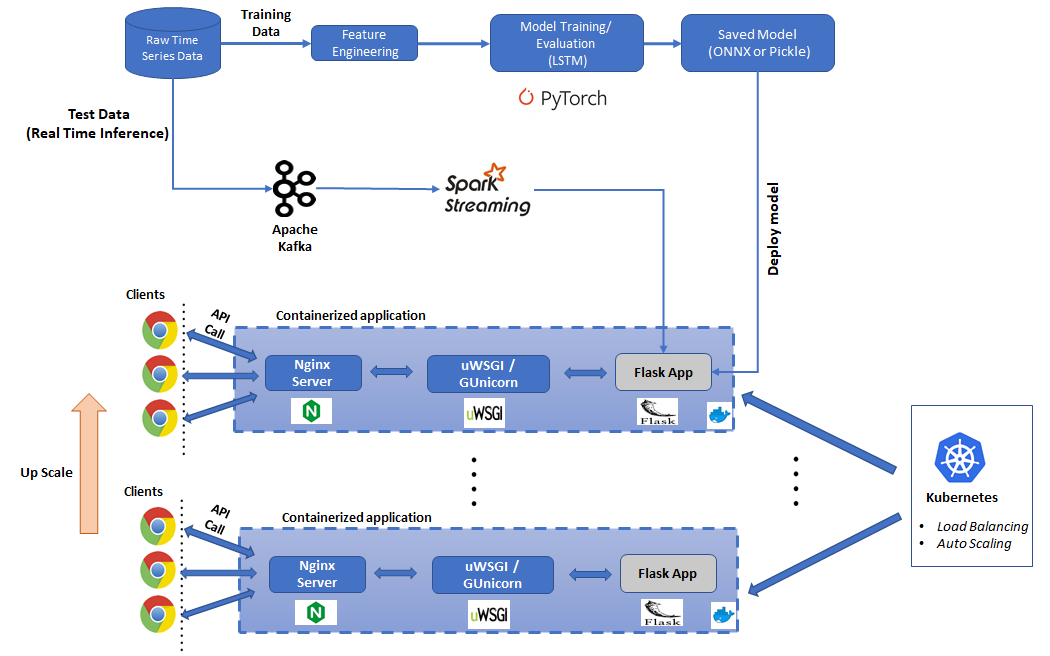 Training
Data
Raw Time
Series Data
Feature
Engineering
Model Training/
Evaluation
(LSTM)
Saved Model
(ONNX or Pickle)
PyTorch
Test Data
(Real Time Inference)
Apache
Kafka
Spark
Streaming
Deploy model
Clients
API
Call
Containerized application
Nginx
Server
uWSGI /
GUnicorn
Flask App
N
uWSGI
Flask
Up Scale
Clients
API
Call
Containerized application
Nginx
Server
uWSGI /
GUnicorn
Flask App
N
uWSGI
Flask
Kubernetes
• Load Balancing
• Auto Scaling